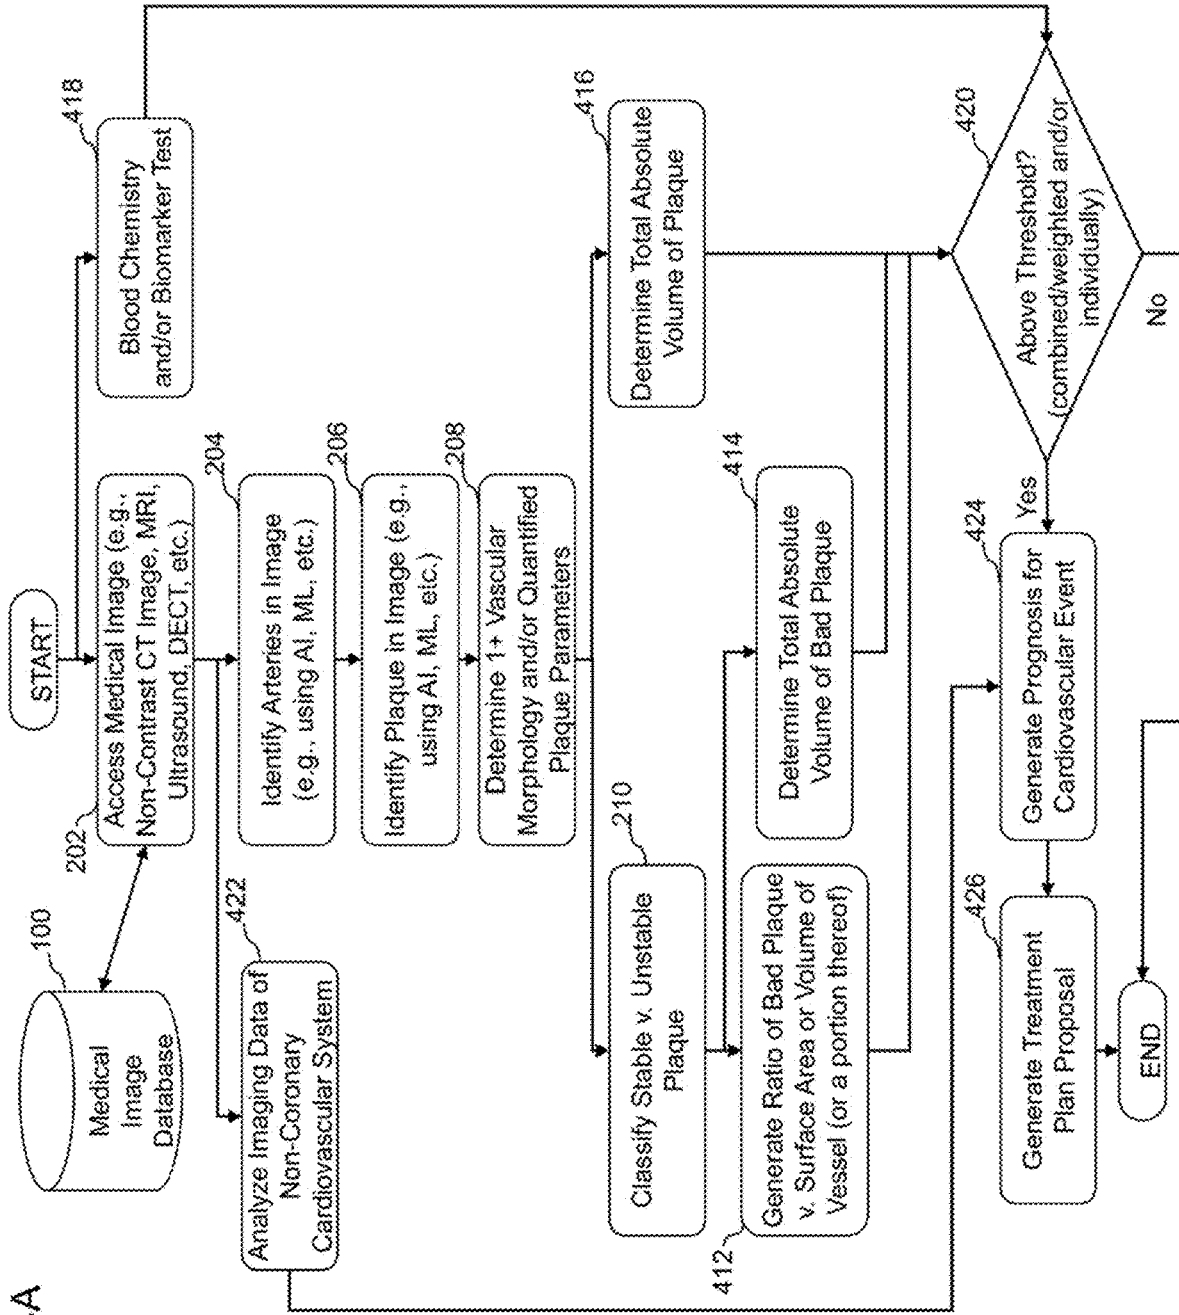 START
100
Medical
Image
Database
202
Access Medical Image (e.g.,
Non-Contrast CT Image, MRI,
Ultrasound, DECT, etc.)
418
Blood Chemistry
and/or Biomarker Test
422
Analyze Imaging Data of
Non-Coronary
Cardiovascular System
204
Identify Arteries in Image
(e.g., using AI, ML, etc.)
206
Identify Plaque in Image (e.g.,
using AI, ML, etc.)
208
Determine 1+ Vascular
Morphology and/or Quantified
Plaque Parameters
210
Classify Stable v. Unstable
Plaque
416
Determine Total Absolute
Volume of Plaque
412
Generate Ratio of Bad Plaque
v. Surface Area or Volume of
Vessel (or a portion thereof)
414
Determine Total Absolute
Volume of Bad Plaque
420
Above Threshold?
(combined/weighted and/or
individually)
Yes
No
424
Generate Prognosis for
Cardiovascular Event
426
Generate Treatment
Plan Proposal
END